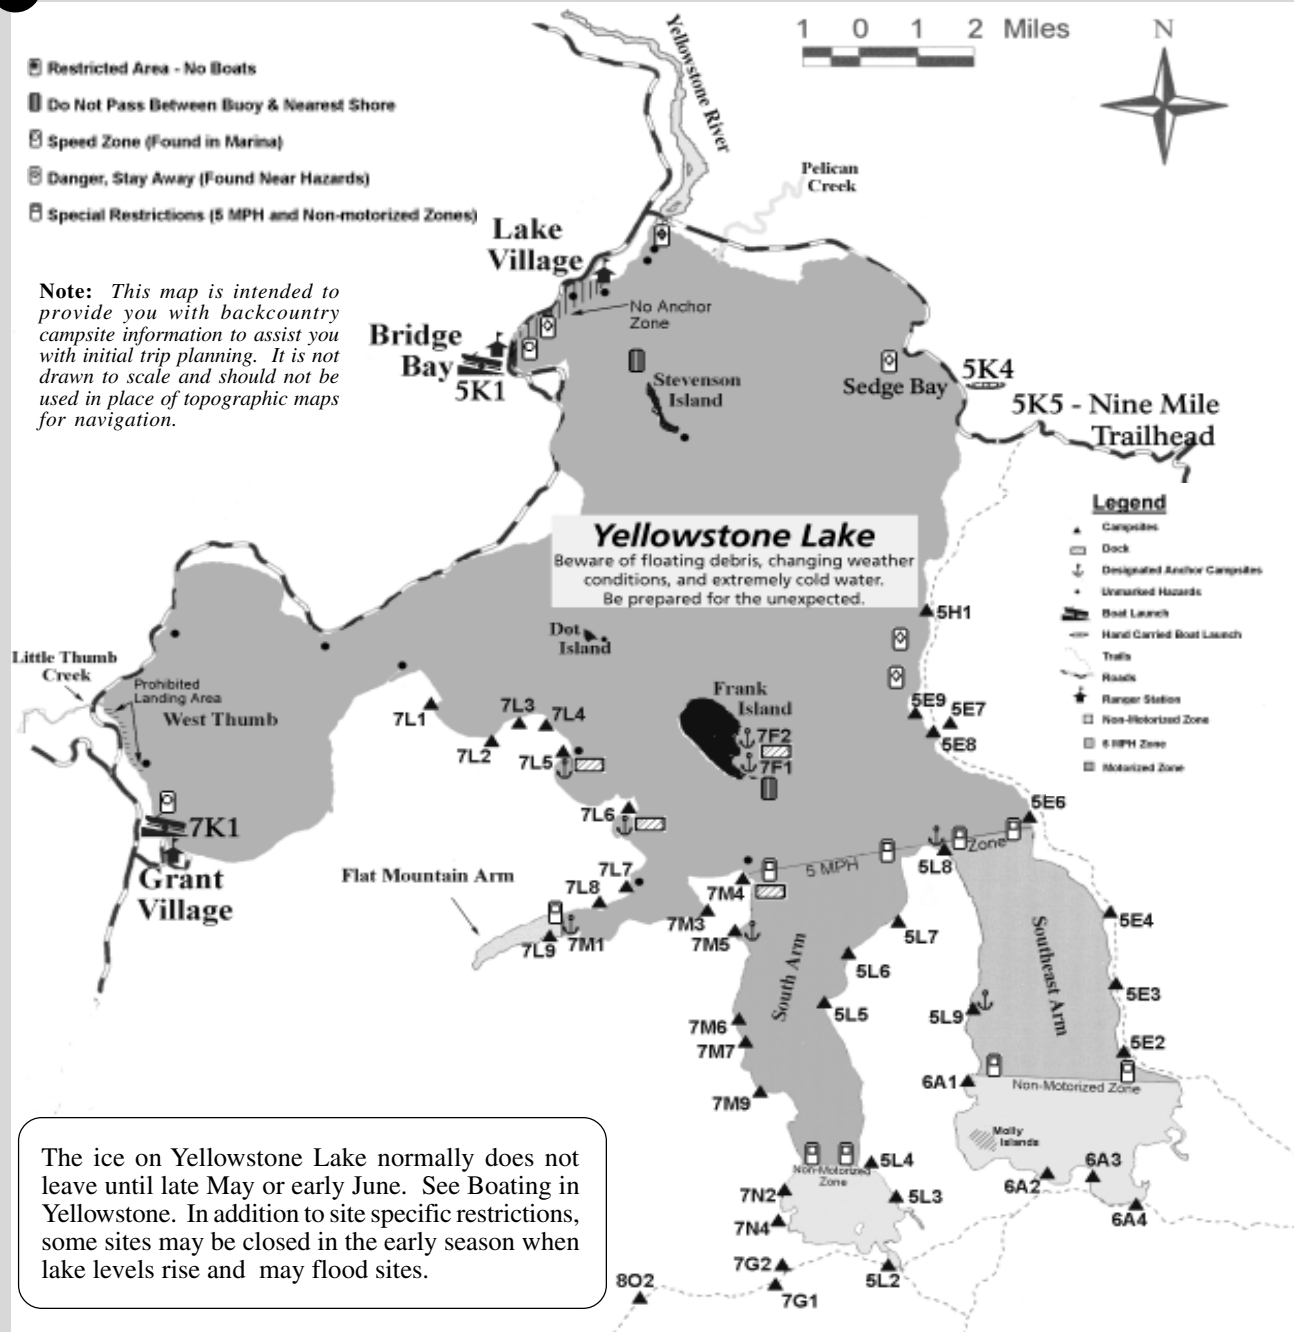 1 0 1 2 Miles
N
Restricted Area - No Boats
Do Not Pass Between Buoy & Nearest Shore
Speed Zone (Found in Marina)
Danger, Stay Away (Found Near Hazards)
Special Restrictions (5 MPH and Non-motorized Zones)
Yellowstone River
Pelican
Creek
Lake
Village
No Anchor
Zone
Note: This map is intended to
provide you with backcountry
campsite information to assist you
with initial trip planning. It is not
drawn to scale and should not be
used in place of topographic maps
for navigation.
Bridge
Bay
5K1
Stevenson
Island
Sedge Bay
5K4
5K5 - Nine Mile
Trailhead
Legend
Campsites
Dock
Designated Anchor Campsites
Unmarked Hazards
Boat Launch
Hand Carried Boat Launch
Trails
Roads
Ranger Station
Non-Motorized Zone
5 MPH Zone
Motorized Zone
Yellowstone Lake
Beware of floating debris, changing weather
conditions, and extremely cold water.
Be prepared for the unexpected.
5H1
Dot
Island
Little Thumb
Creek
Prohibited
Landing Area
West Thumb
7L1
7L2
7L3
7L4
7L5
Frank
Island
7F2
7F1
5E9
5E7
5E8
7L6
5E6
7K1
Grant
Village
Flat Mountain Arm
7L7
7L8
7L9
7M1
7M4
7M3
7M5
5 MPH
Zone
5L8
5L7
5L6
5L5
South Arm
Southeast Arm
5E4
5E3
5E2
5L9
6A1
Non-Motorized Zone
7M6
7M7
7M9
Molly
Islands
Non-Motorized
Zone
5L4
5L3
7N2
7N4
6A3
6A2
6A4
7G2
7G1
5L2
8O2
The ice on Yellowstone Lake normally does not
leave until late May or early June. See Boating in
Yellowstone. In addition to site specific restrictions,
some sites may be closed in the early season when
lake levels rise and may flood sites.